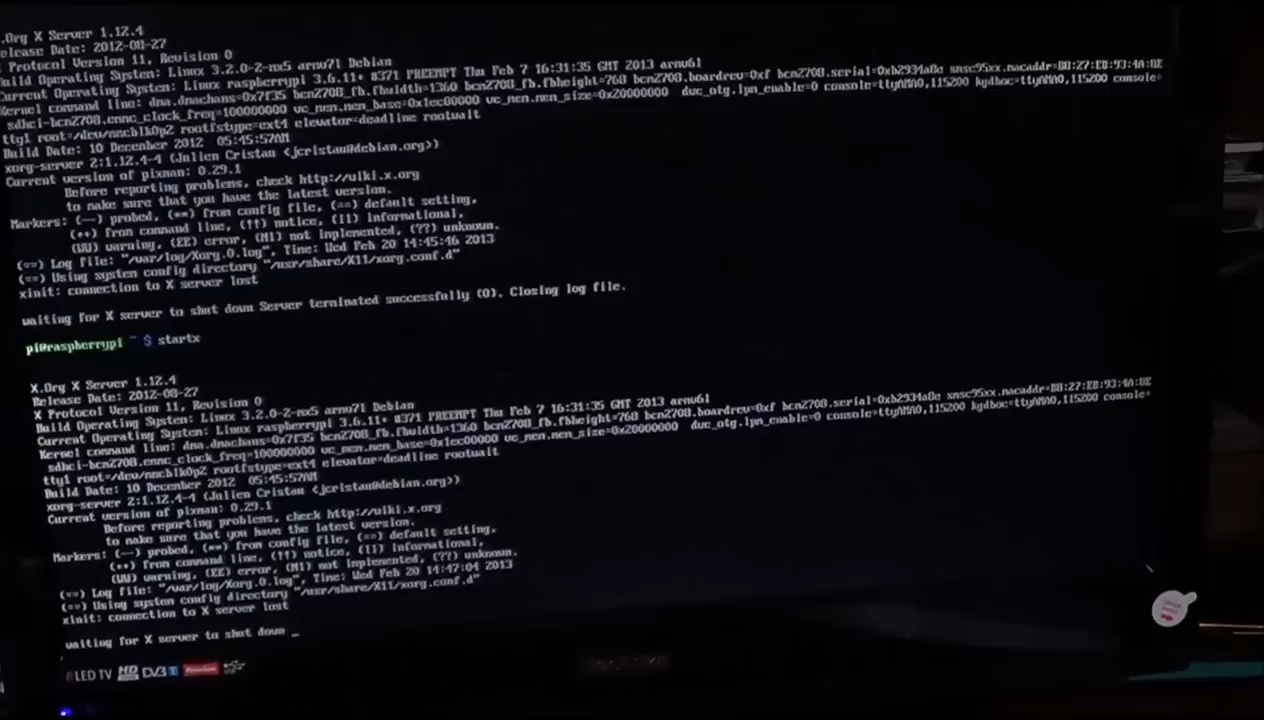 .Org X Server 1.12.4
elease Date: 2012-08-27
Protocol Version 11, Revision 0
uild Operating System: Linux 3.2.0-2-mx5 armv7l Debian
Current Operating System: Linux raspberrypi 3.6.11+ #371 PREEMPT Thu Feb 7 16:31:35 GMT 2013 armv6l
Kernel command line: dma.dmachans=0x7f35 bcm2708_fb.fbwidth=1360 bcm2708_fb.fbheight=768 bcm2708.boardrev=0xf bcm2708.serial=0xb2934a8e smsc95xx.macaddr=B8:27:EB:93:4A:8E
sdhci-bcm2708.emmc_clock_freq=100000000 vc_mem.mem_base=0x1ec00000 vc_mem.mem_size=0x20000000 dwc_otg.lpm_enable=0 console=ttyAMA0,115200 kgdboc=ttyAMA0,115200 console=
tty1 root=/dev/mmcblk0p2 rootfstype=ext4 elevator=deadline rootwait
Build Date: 10 December 2012 05:45:57AM
xorg-server 2:1.12.4-4 (Julien Cristau <jcristau@debian.org>)
Current version of pixman: 0.29.1
Before reporting problems, check http://wiki.x.org
to make sure that you have the latest version.
Markers: (--) probed, (**) from config file, (==) default setting,
(++) from command line, (!!) notice, (II) informational,
(WW) warning, (EE) error, (NI) not implemented, (??) unknown.
(==) Log file: "/var/log/Xorg.0.log", Time: Wed Feb 20 14:45:46 2013
(==) Using system config directory "/usr/share/X11/xorg.conf.d"
xinit: connection to X server lost
waiting for X server to shut down Server terminated successfully (0). Closing log file.
pi@raspberrypi ~ $ startx
X.Org X Server 1.12.4
Release Date: 2012-08-27
X Protocol Version 11, Revision 0
Build Operating System: Linux 3.2.0-2-mx5 armv7l Debian
Current Operating System: Linux raspberrypi 3.6.11+ #371 PREEMPT Thu Feb 7 16:31:35 GMT 2013 armv6l
Kernel command line: dma.dmachans=0x7f35 bcm2708_fb.fbwidth=1360 bcm2708_fb.fbheight=768 bcm2708.boardrev=0xf bcm2708.serial=0xb2934a8e smsc95xx.macaddr=B8:27:EB:93:4A:8E
sdhci-bcm2708.emmc_clock_freq=100000000 vc_mem.mem_base=0x1ec00000 vc_mem.mem_size=0x20000000 dwc_otg.lpm_enable=0 console=ttyAMA0,115200 kgdboc=ttyAMA0,115200 console=
tty1 root=/dev/mmcblk0p2 rootfstype=ext4 elevator=deadline rootwait
Build Date: 10 December 2012 05:45:57AM
xorg-server 2:1.12.4-4 (Julien Cristau <jcristau@debian.org>)
Current version of pixman: 0.29.1
Before reporting problems, check http://wiki.x.org
to make sure that you have the latest version.
Markers: (--) probed, (**) from config file, (==) default setting,
(++) from command line, (!!) notice, (II) informational,
(WW) warning, (EE) error, (NI) not implemented, (??) unknown.
(==) Log file: "/var/log/Xorg.0.log", Time: Wed Feb 20 14:47:04 2013
(==) Using system config directory "/usr/share/X11/xorg.conf.d"
xinit: connection to X server lost
waiting for X server to shut down _
LED TV HD DVB T